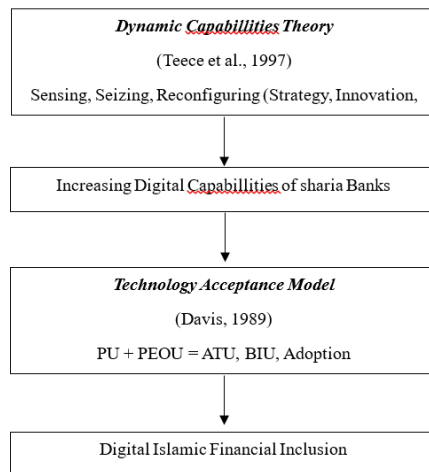 Dynamic Capabillities Theory
(Teece et al., 1997)
Sensing, Seizing, Reconfiguring (Strategy, Innovation,
Increasing Digital Capabillities of sharia Banks
Technology Acceptance Model
(Davis, 1989)
PU + PEOU = ATU, BIU, Adoption
Digital Islamic Financial Inclusion